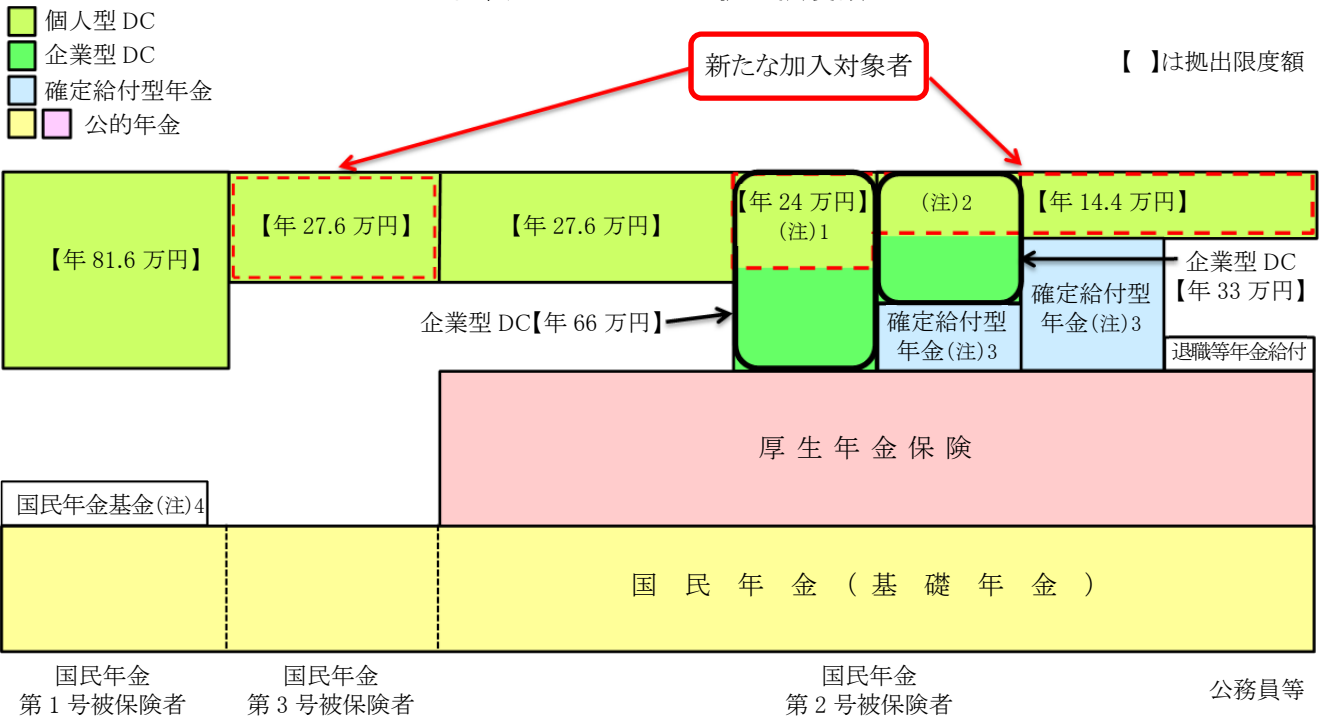 個人型 DC
企業型 DC
確定給付型年金
公的年金
新たな加入対象者
【 】は拠出限度額
【年 81.6 万円】
【年 27.6 万円】
【年 27.6 万円】
【年 24 万円】
(注)1
(注)2
【年 14.4 万円】
企業型 DC【年 66 万円】
企業型 DC
【年 33 万円】
確定給付型
年金(注)3
確定給付型
年金(注)3
退職等年金給付
厚 生 年 金 保 険
国民年金基金(注)4
国 民 年 金 ( 基 礎 年 金 )
国民年金
第 1 号被保険者
国民年金
第 3 号被保険者
国民年金
第 2 号被保険者
公務員等